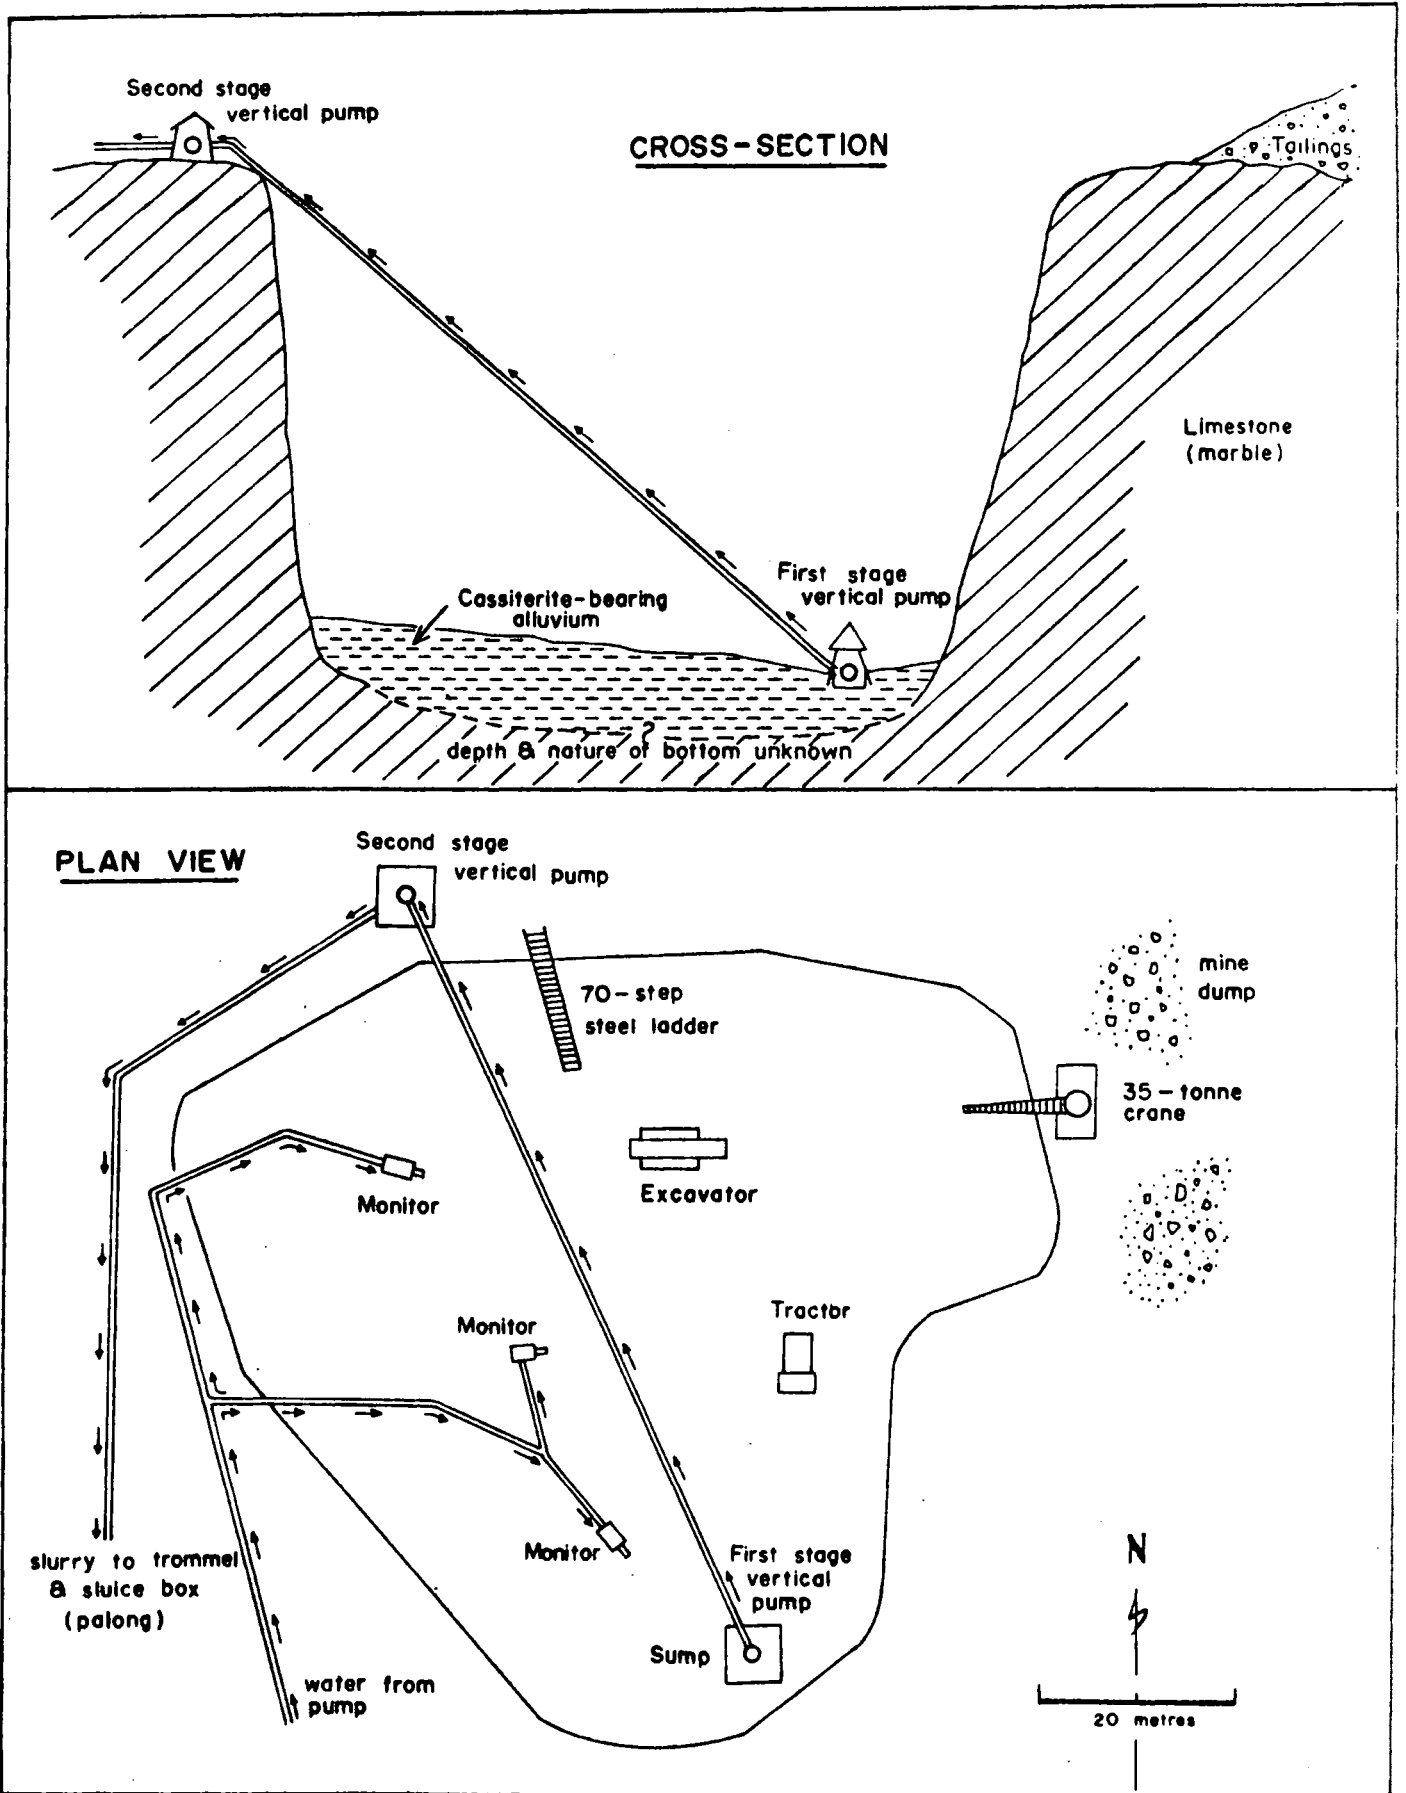 Second stage
vertical pump
CROSS-SECTION
Tailings
Limestone
(marble)
First stage
vertical pump
Cassiterite-bearing
alluvium
?
depth & nature of bottom unknown
PLAN VIEW
Second stage
vertical pump
70-step
steel ladder
mine
dump
35-tonne
crane
Monitor
Excavator
Monitor
Tractor
Monitor
First stage
vertical
pump
Sump
slurry to trommel
& sluice box
(palong)
water from
pump
N
20 metres